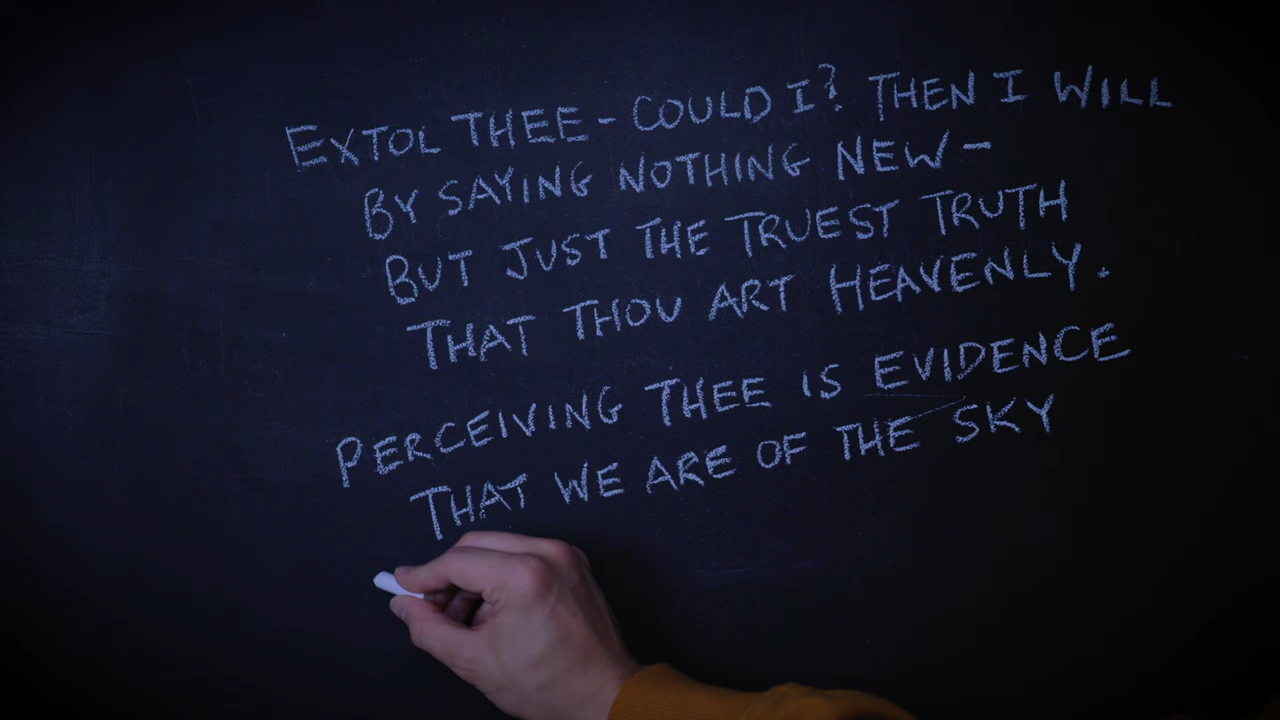 EXTOL THEE – COULD I? THEN I WILL
BY SAYING NOTHING NEW –
BUT JUST THE TRUEST TRUTH
THAT THOU ART HEAVENLY.
PERCEIVING THEE IS EVIDENCE
THAT WE ARE OF THE SKY